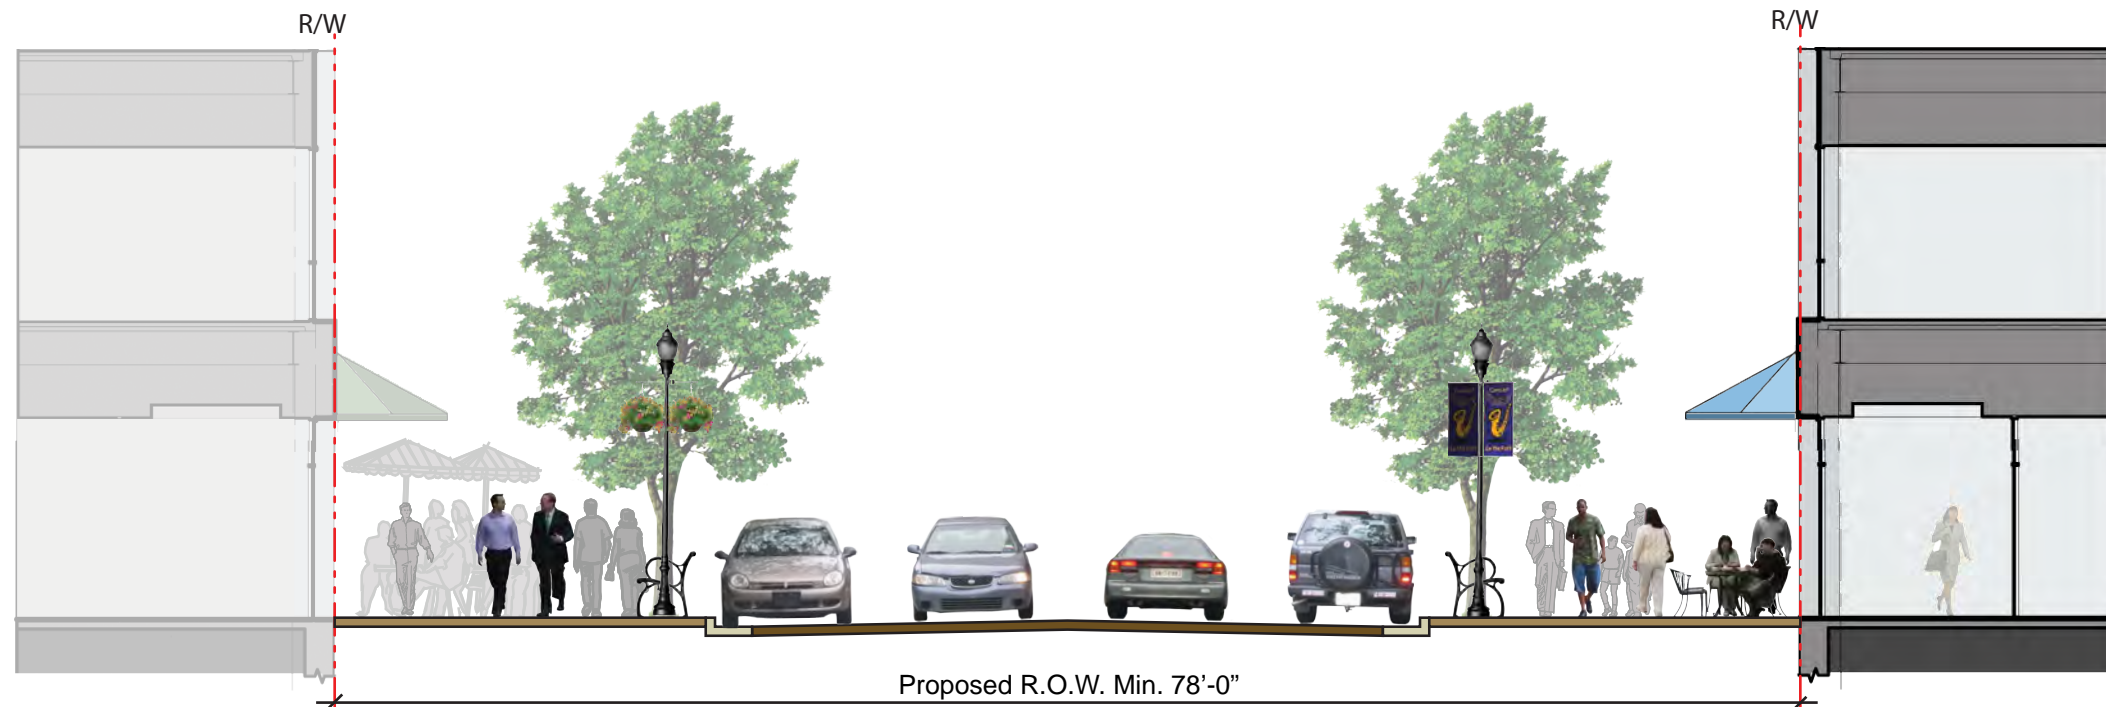 R/W
R/W
Proposed R.O.W. Min. 78’-0”